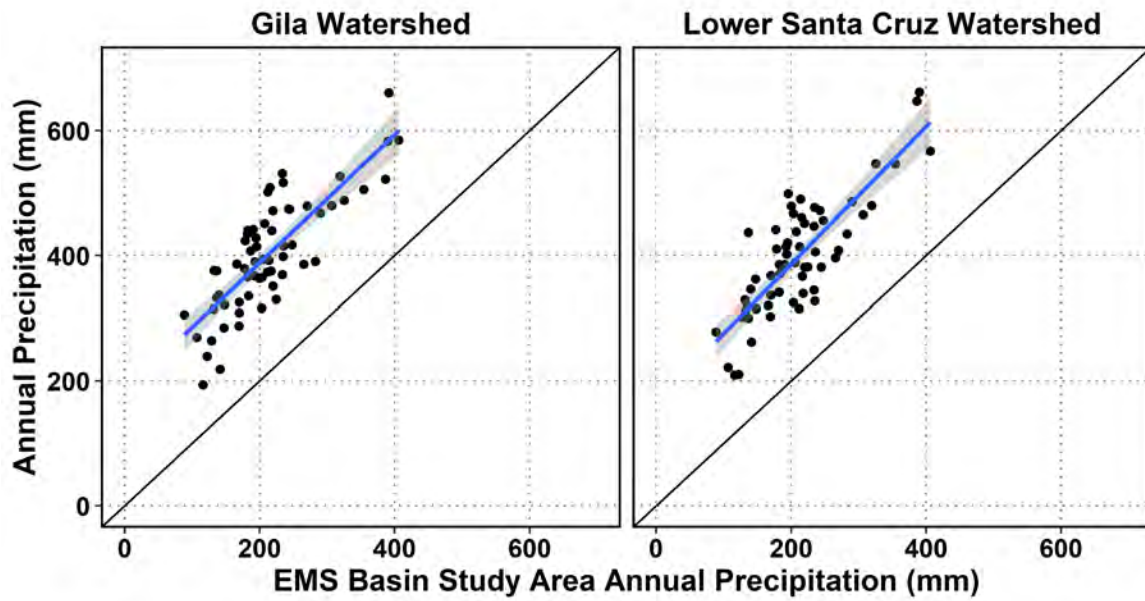 Gila Watershed
Lower Santa Cruz Watershed
Annual Precipitation (mm)
600
400
200
0
0 200 400 600
0 200 400 600
EMS Basin Study Area Annual Precipitation (mm)